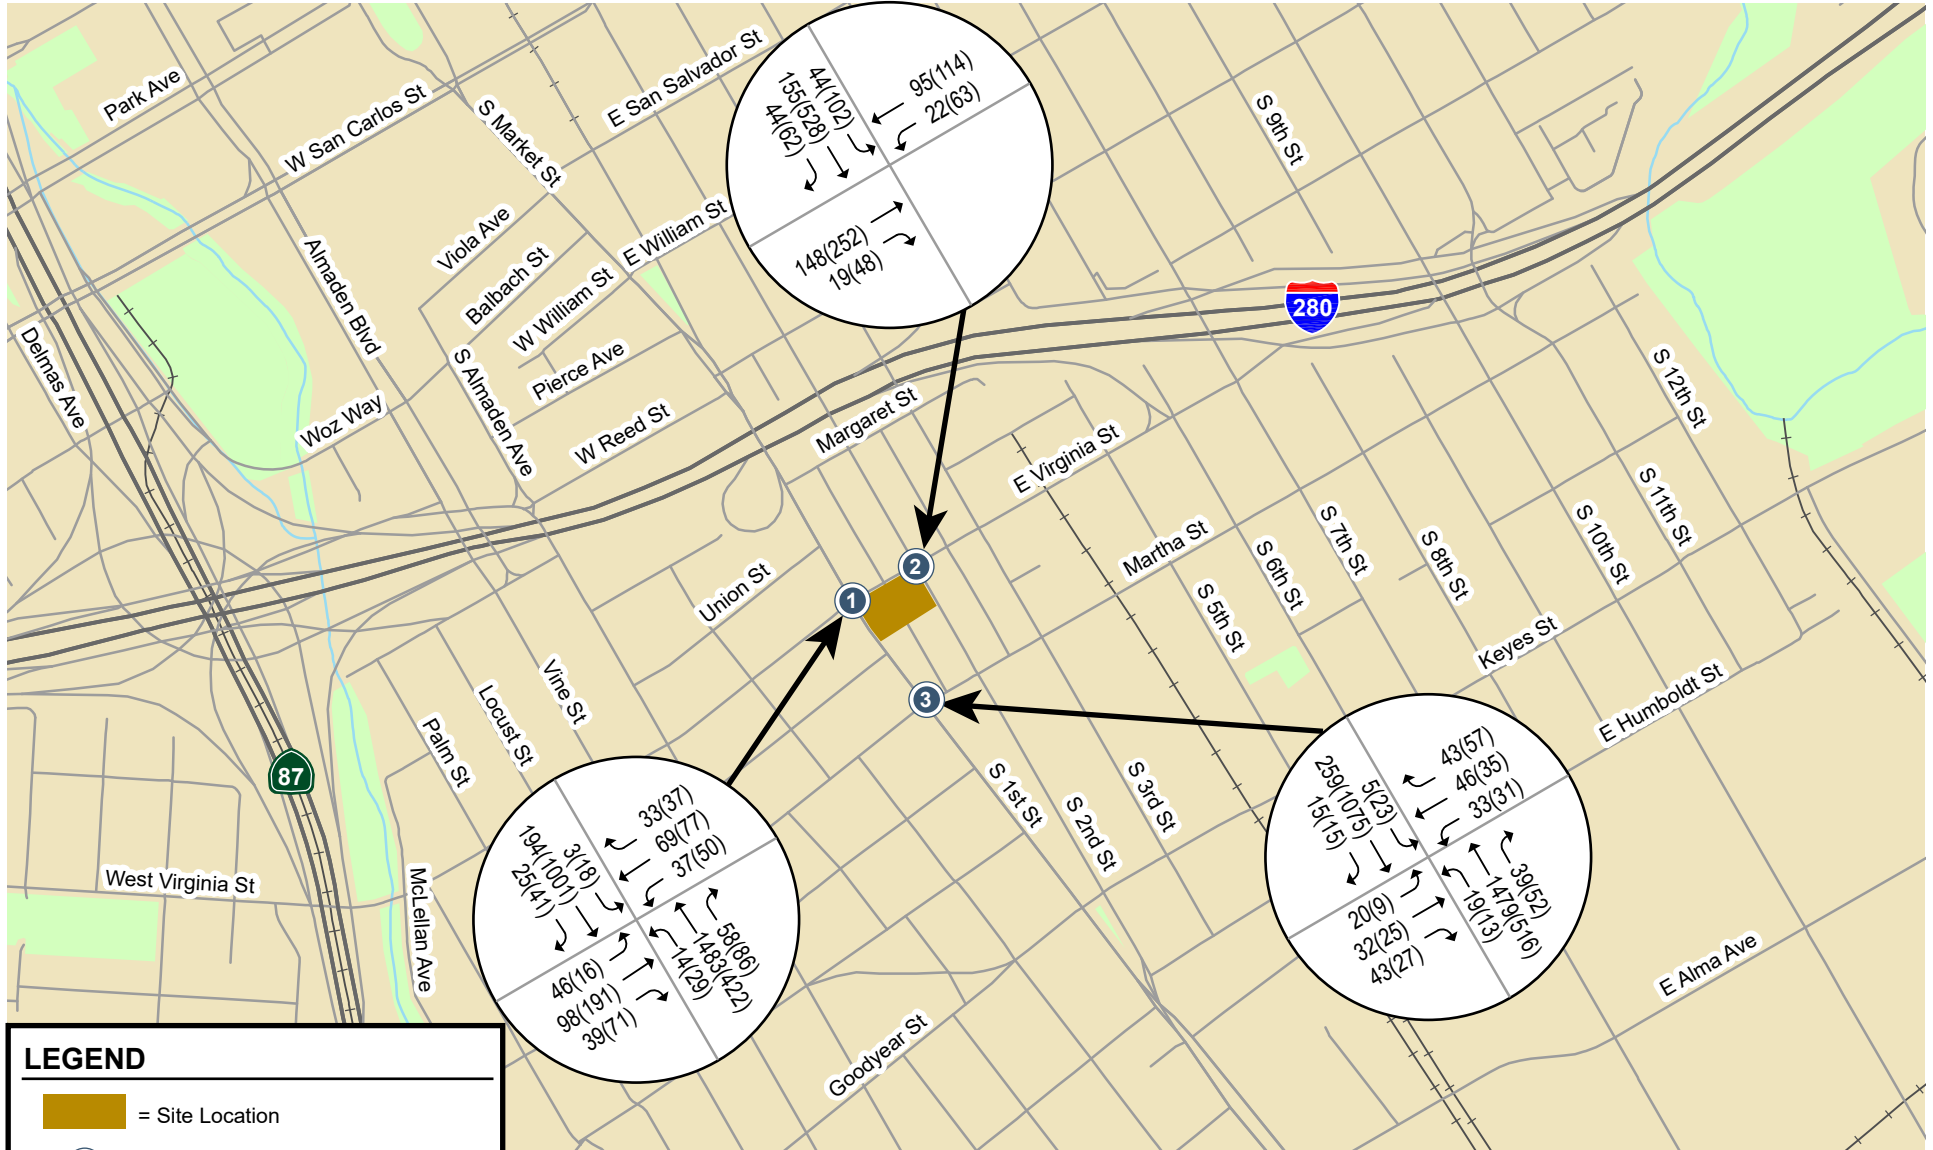 Park Ave
W San Carlos St
S Market St
E San Salvador St
44(102)
155(528)
44(62)
95(114)
22(63)
148(252)
19(48)
S 9th St
Viola Ave
Balbach St
E William St
W William St
Almaden Blvd
Pierce Ave
S Almaden Ave
W Reed St
Woz Way
Delmas Ave
280
Margaret St
E Virginia St
S 12th St
S 11th St
S 10th St
S 7th St
S 8th St
S 6th St
S 5th St
Martha St
Union St
2
1
3
Keyes St
E Humboldt St
Vine St
Locust St
Palm St
87
S 1st St
S 2nd St
S 3rd St
3(18)
194(1001)
25(41)
33(37)
69(77)
37(50)
46(16)
98(191)
39(71)
58(86)
1483(422)
14(29)
5(23)
259(1075)
15(15)
43(57)
46(35)
33(31)
20(9)
32(25)
43(27)
39(52)
1479(516)
19(13)
West Virginia St
McLellan Ave
Goodyear St
E Alma Ave
LEGEND
= Site Location